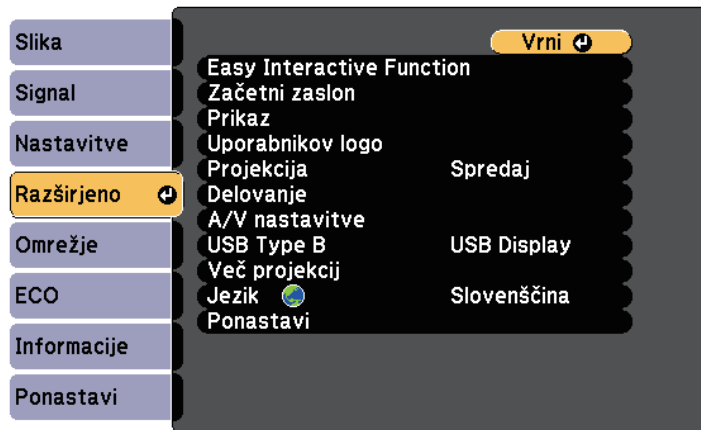 Slika
Signal
Nastavitve
Razširjeno
Omrežje
ECO
Informacije
Ponastavi
Vrni
Easy Interactive Function
Začetni zaslon
Prikaz
Uporabnikov logo
Projekcija Spredaj
Delovanje
A/V nastavitve
USB Type B USB Display
Več projekcij
Jezik Slovenščina
Ponastavi